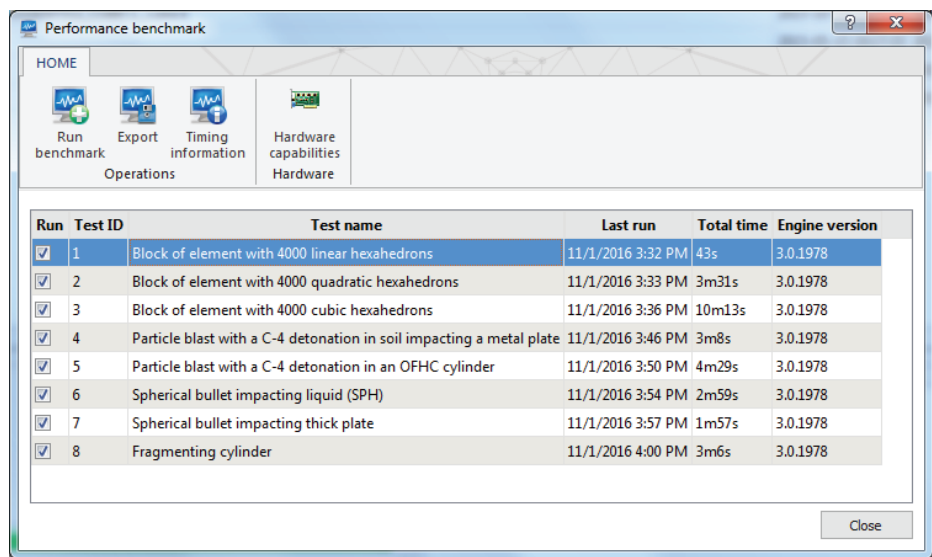 Performance benchmark
HOME
Run benchmark
Export
Timing information
Hardware capabilities
Operations
Hardware
Run Test ID Test name Last run Total time Engine version
1 Block of element with 4000 linear hexahedrons 11/1/2016 3:32 PM 43s 3.0.1978
2 Block of element with 4000 quadratic hexahedrons 11/1/2016 3:33 PM 3m31s 3.0.1978
3 Block of element with 4000 cubic hexahedrons 11/1/2016 3:36 PM 10m13s 3.0.1978
4 Particle blast with a C-4 detonation in soil impacting a metal plate 11/1/2016 3:46 PM 3m8s 3.0.1978
5 Particle blast with a C-4 detonation in an OFHC cylinder 11/1/2016 3:50 PM 4m29s 3.0.1978
6 Spherical bullet impacting liquid (SPH) 11/1/2016 3:54 PM 2m59s 3.0.1978
7 Spherical bullet impacting thick plate 11/1/2016 3:57 PM 1m57s 3.0.1978
8 Fragmenting cylinder 11/1/2016 4:00 PM 3m6s 3.0.1978
Close